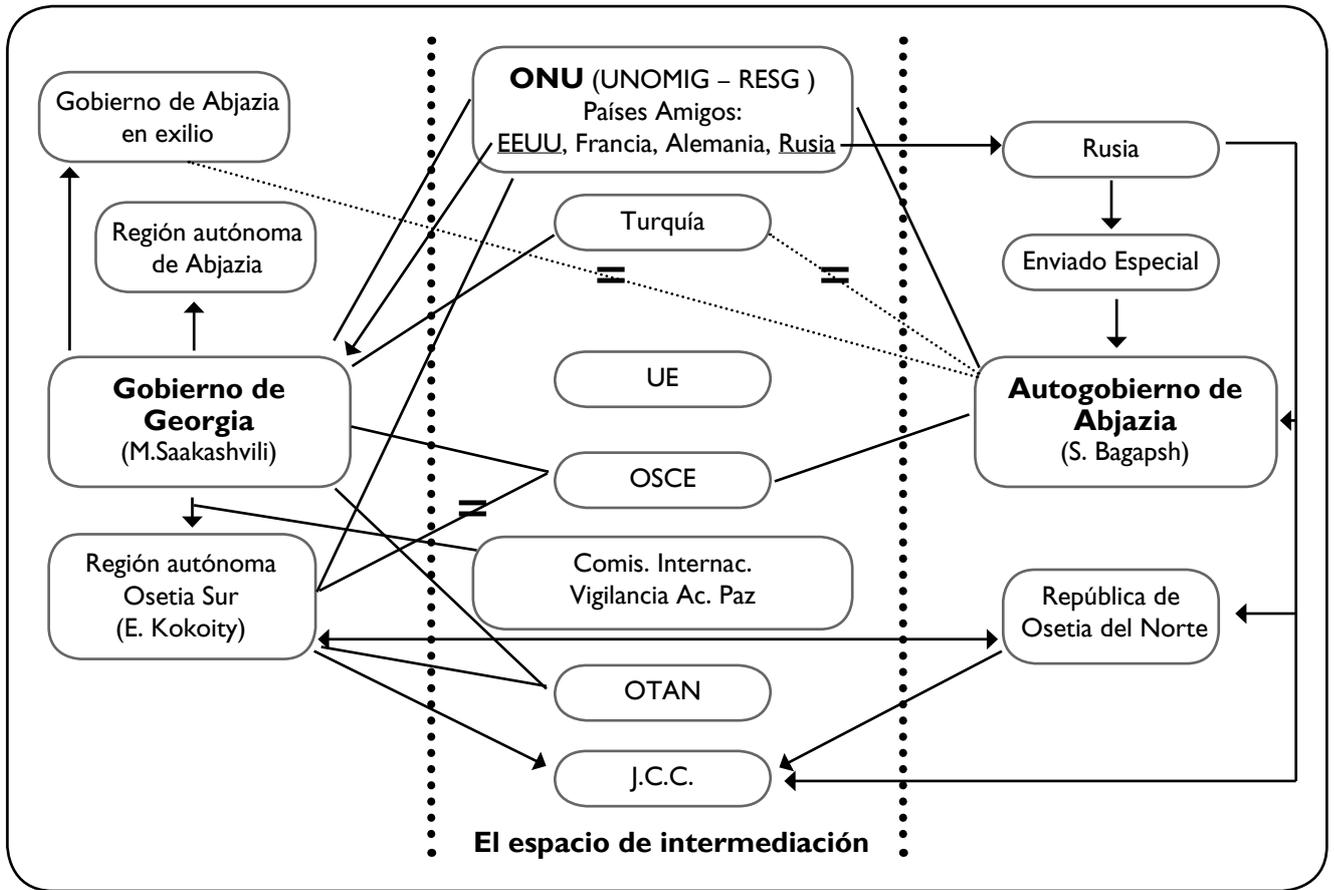 Gobierno de Abjazia
en exilio
Región autónoma
de Abjazia
Gobierno de
Georgia
(M.Saakashvili)
Región autónoma
Osetia Sur
(E. Kokoity)
ONU (UNOMIG – RESG )
Países Amigos:
EEUU, Francia, Alemania, Rusia
Turquía
=
=
UE
OSCE
=
Comis. Internac.
Vigilancia Ac. Paz
OTAN
J.C.C.
El espacio de intermediación
Rusia
Enviado Especial
Autogobierno de
Abjazia
(S. Bagapsh)
República de
Osetia del Norte